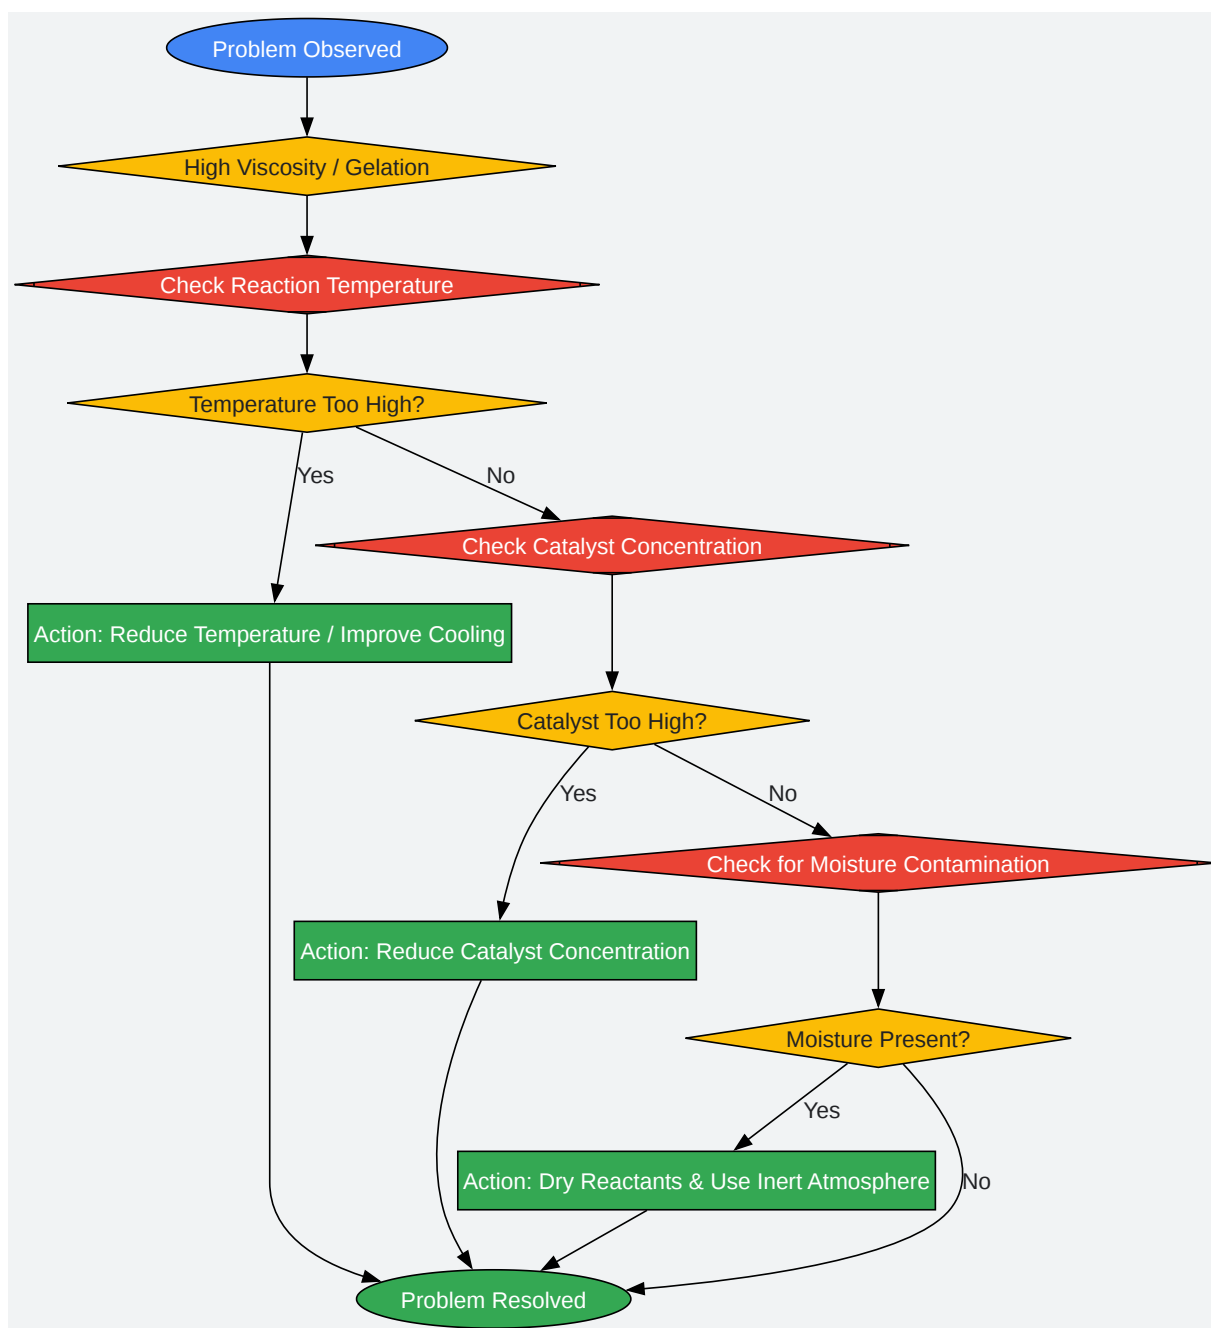 Problem Observed
High Viscosity / Gelation
Check Reaction Temperature
Temperature Too High?
Yes
No
Check Catalyst Concentration
Action: Reduce Temperature / Improve Cooling
Catalyst Too High?
Yes
No
Check for Moisture Contamination
Action: Reduce Catalyst Concentration
Moisture Present?
Yes
Action: Dry Reactants & Use Inert Atmosphere
No
Problem Resolved